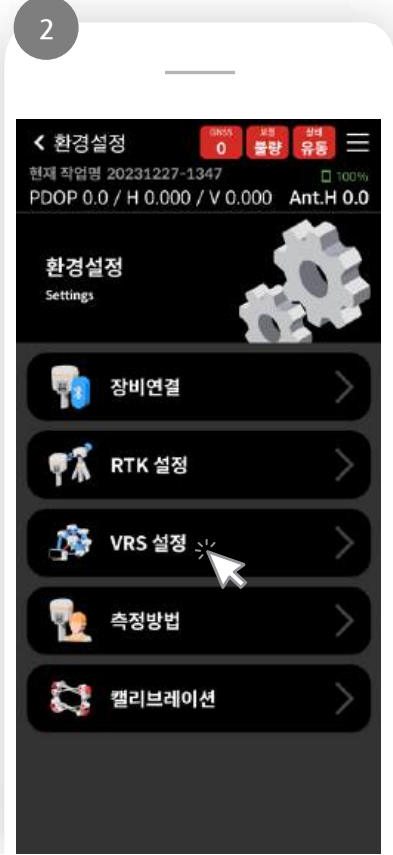 2
환경설정
GNSS
0
보정
불량
상태
유동
현재 작업명 20231227-1347
100%
PDOP 0.0 / H 0.000 / V 0.000 Ant.H 0.0
환경설정
Settings
장비연결
RTK 설정
VRS 설정
측정방법
캘리브레이션